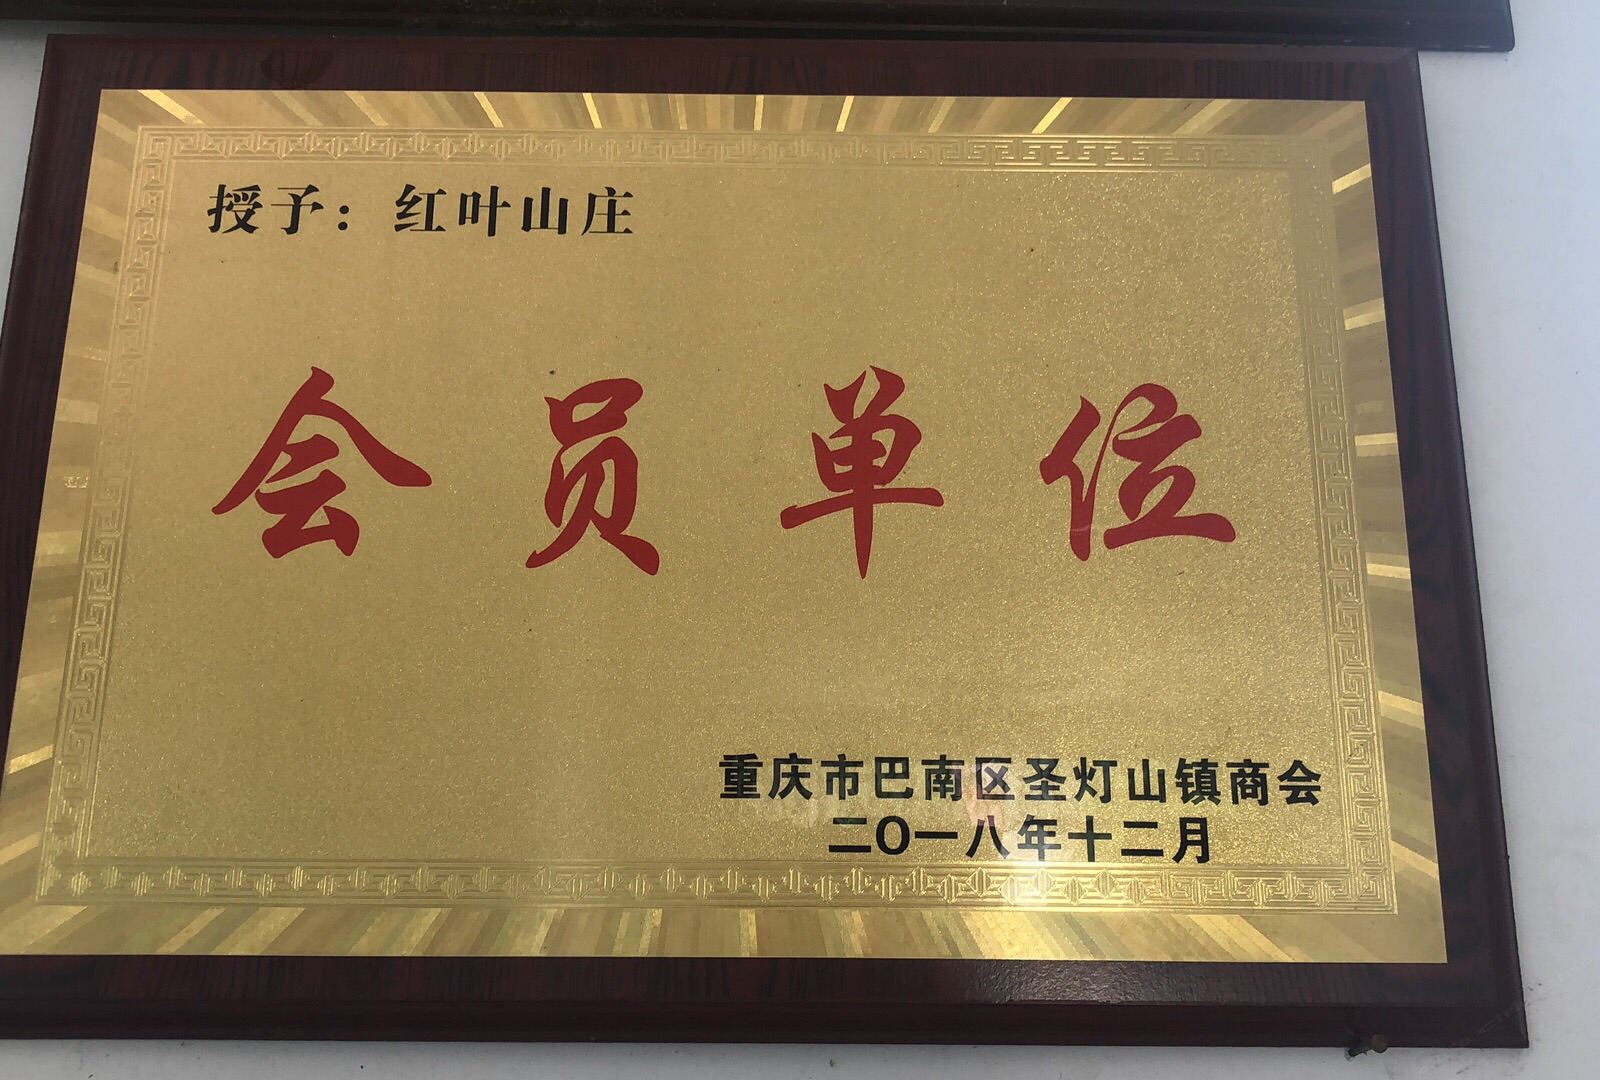 授予：红叶山庄
会员单位
重庆市巴南区圣灯山镇商会
二〇一八年十二月